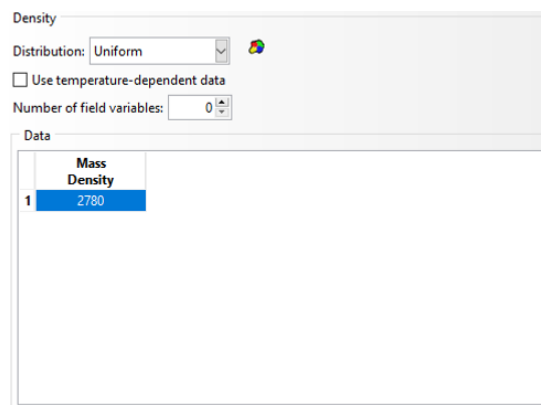 Density
Distribution: Uniform
Use temperature-dependent data
Number of field variables: 0
Data
Mass
Density
1 2780